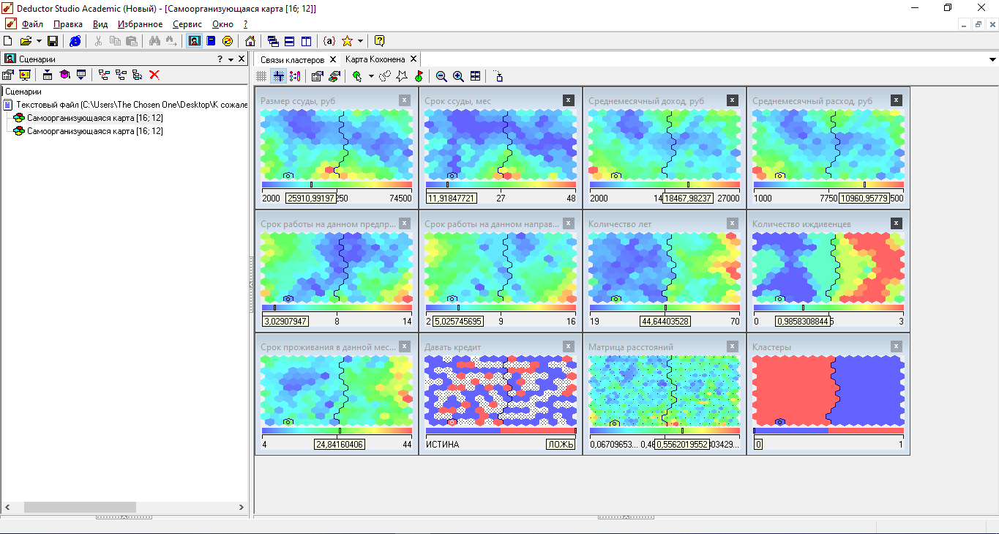 Deductor Studio Academic (Новый) - [Самоорганизующаяся карта [16; 12]]
Файл Правка Вид Избранное Сервис Окно ?
{a}
Сценарии
Связи кластеров Карта Кохонена
Сценарии
Текстовый файл (C:\Users\The Chosen One\Desktop\К сожале
Самоорганизующаяся карта [16; 12]
Самоорганизующаяся карта [16; 12]
Размер ссуды, руб
2000 25910,99197 250 74500
Срок ссуды, мес
11,91847721 27 48
Среднемесячный доход, руб
2000 14 18467,98237 27000
Среднемесячный расход, руб
1000 7750 10960,95779 500
Срок работы на данном предпр...
3,02907947 8 14
Срок работы на данном направ...
2 5,025745695 9 16
Количество лет
19 44,64403528 70
Количество иждивенцев
0 0,9858308844 3
Срок проживания в данной мес...
4 24,84160406 44
Давать кредит
ИСТИНА ЛОЖЬ
Матрица расстояний
0,06709653... 0,4 0,5562019552 03429...
Кластеры
0 1